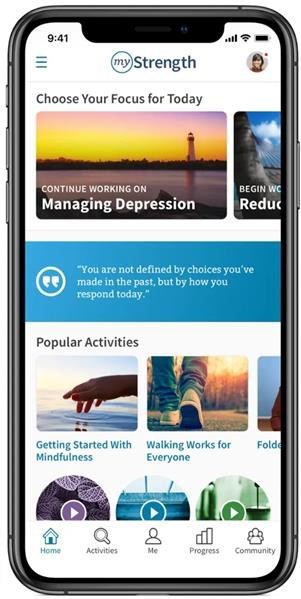 9:41
myStrength
Choose Your Focus for Today
CONTINUE WORKING ON
Managing Depression
BEGIN WO
Reduc
“You are not defined by choices you’ve
made in the past, but by how you
respond today.”
Popular Activities
Getting Started With
Mindfulness
Walking Works for
Everyone
Folde
Home
Activities
Me
Progress
Community